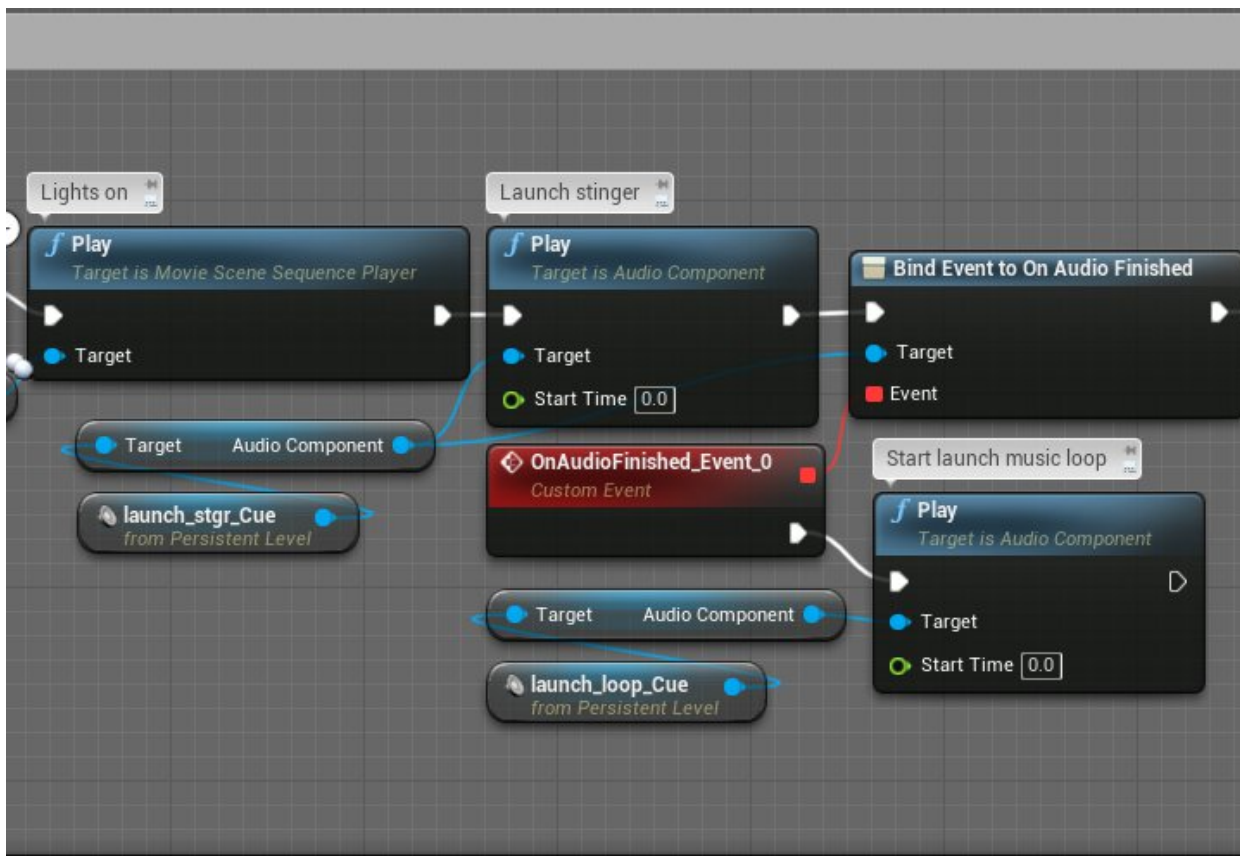 Lights on
Play
Target is Movie Scene Sequence Player
Target
Target Audio Component
launch_stgr_Cue
from Persistent Level
Launch stinger
Play
Target is Audio Component
Target
Start Time 0.0
Bind Event to On Audio Finished
Target
Event
OnAudioFinished_Event_0
Custom Event
Target Audio Component
launch_loop_Cue
from Persistent Level
Start launch music loop
Play
Target is Audio Component
Target
Start Time 0.0